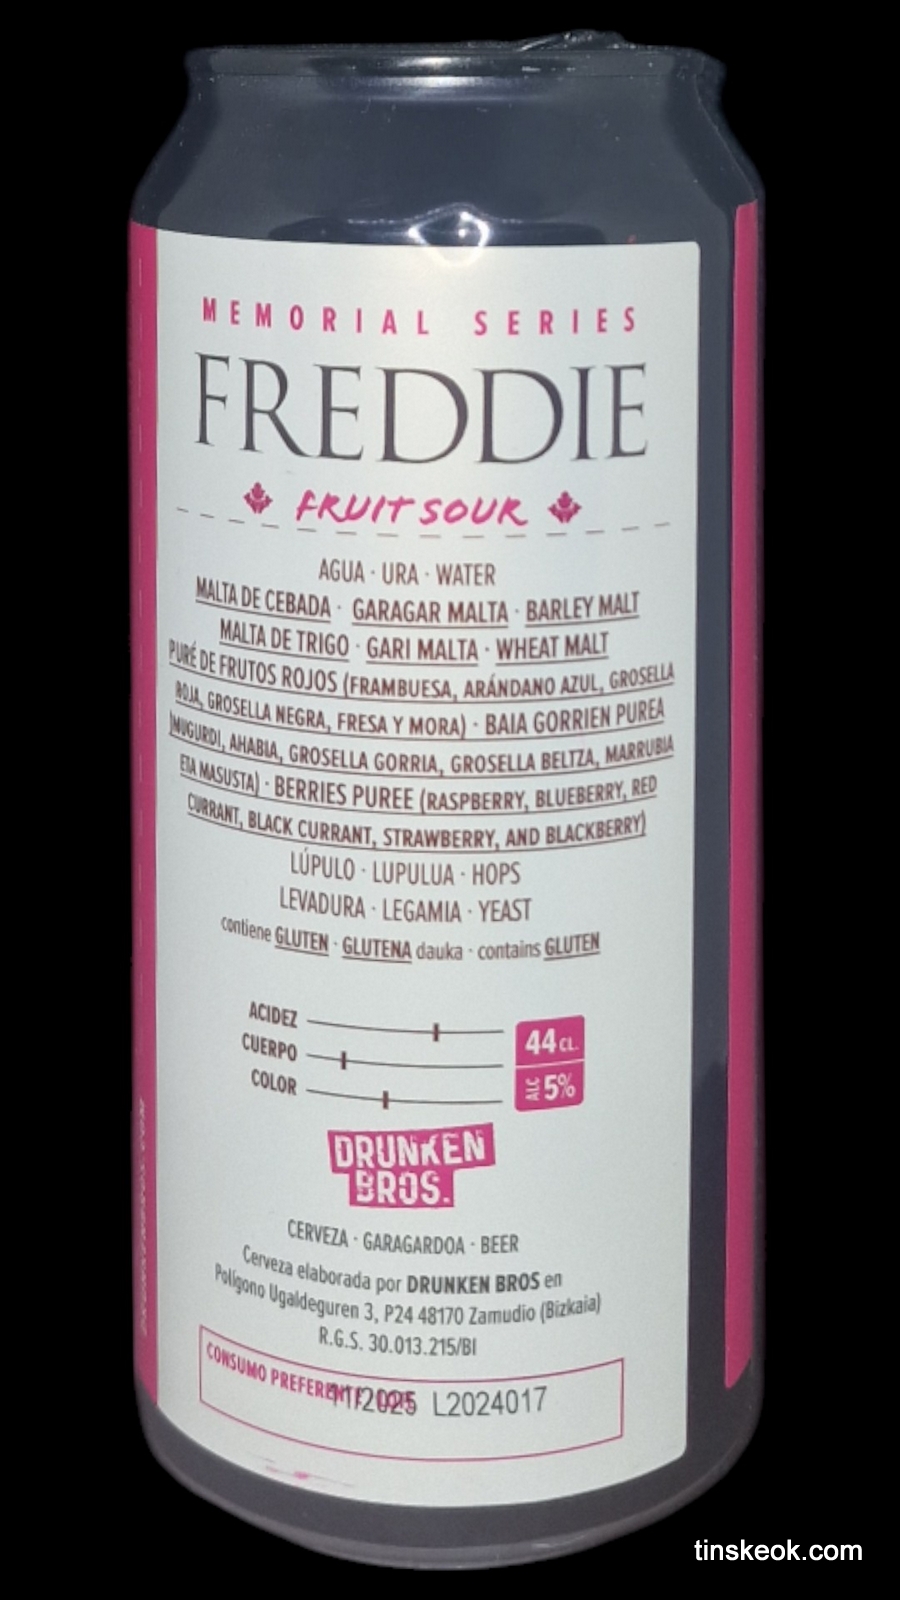 MEMORIAL SERIES
FREDDIE
FRUIT SOUR
AGUA · URA · WATER
MALTA DE CEBADA · GARAGAR MALTA · BARLEY MALT
MALTA DE TRIGO · GARI MALTA · WHEAT MALT
PURÉ DE FRUTOS ROJOS (FRAMBUESA, ARÁNDANO AZUL, GROSELLA
ROJA, GROSELLA NEGRA, FRESA Y MORA) · BAIA GORRIEN PUREA
(MUGURDI, AHABIA, GROSELLA GORRIA, GROSELLA BELTZA, MARRUBIA
ETA MASUSTA) · BERRIES PUREE (RASPBERRY, BLUEBERRY, RED
CURRANT, BLACK CURRANT, STRAWBERRY, AND BLACKBERRY)
LÚPULO · LUPULUA · HOPS
LEVADURA · LEGAMIA · YEAST
contiene GLUTEN · GLUTENA dauka · contains GLUTEN
ACIDEZ
CUERPO
COLOR
44 CL.
ALC 5%
DRUNKEN
BROS.
CERVEZA · GARAGARDOA · BEER
Cerveza elaborada por DRUNKEN BROS en
Polígono Ugaldeguren 3, P24 48170 Zamudio (Bizkaia)
R.G.S. 30.013.215/BI
CONSUMO PREFERENTE
11/2025 L2024017
DRUNKENBROS.COM
tinskeok.com